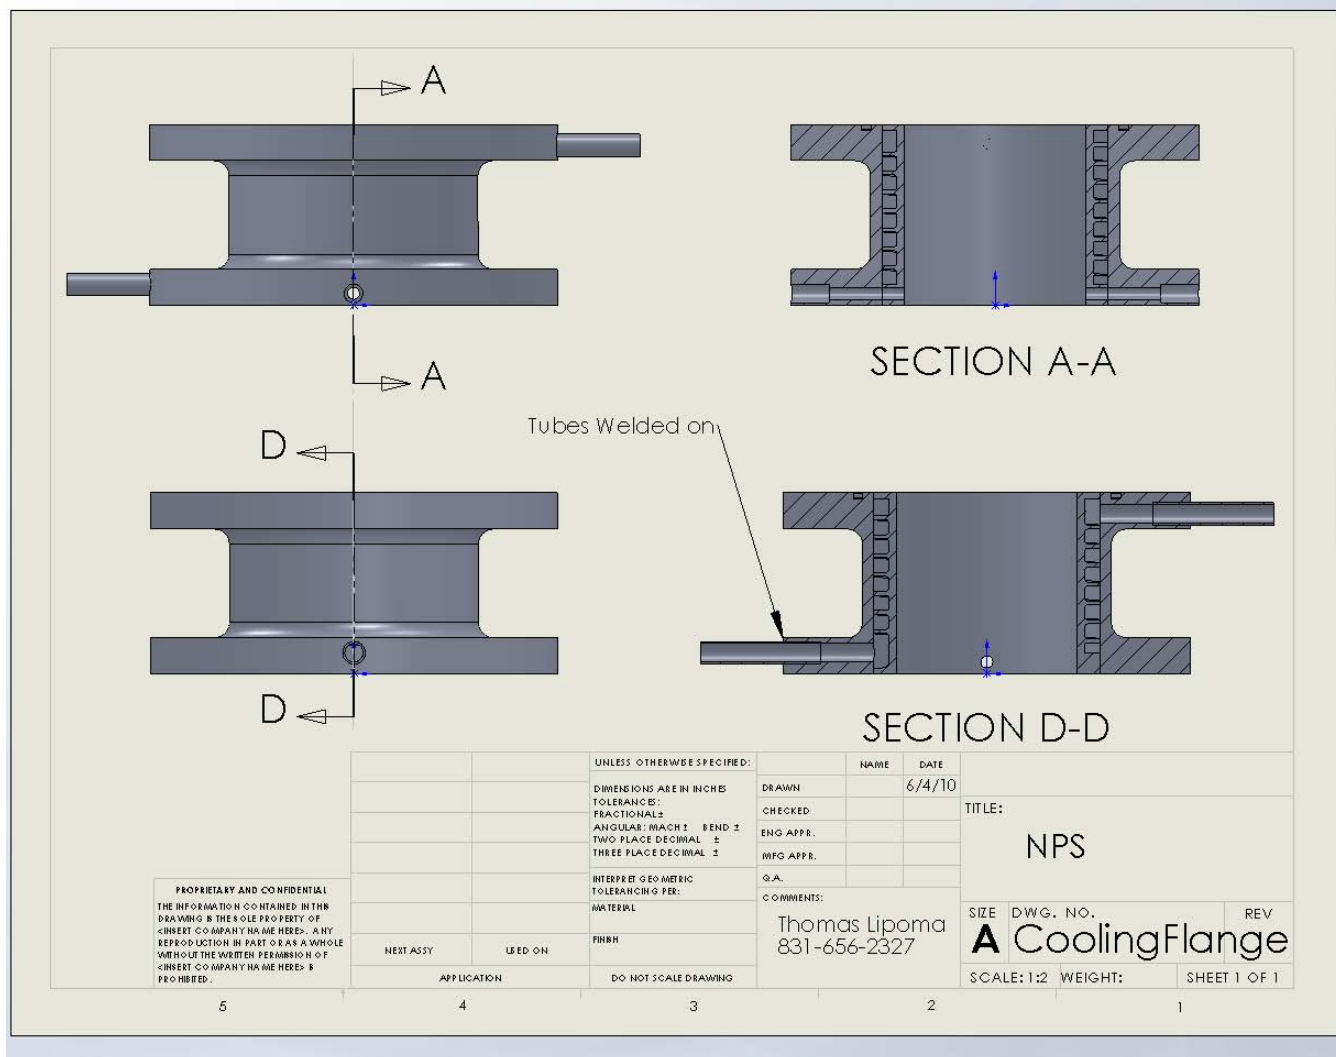 A
A
SECTION A-A
Tubes Welded on
D
D
SECTION D-D
UNLESS OTHERWISE SPECIFIED:
DIMENSIONS ARE IN INCHES
TOLERANCES:
FRACTIONAL±
ANGULAR: MACH± BEND ±
TWO PLACE DECIMAL ±
THREE PLACE DECIMAL ±
INTERPRET GEOMETRIC
TOLERANCING PER:
MATERIAL
FINISH
DO NOT SCALE DRAWING
NAME DATE
DRAWN 6/4/10
CHECKED
ENG APPR.
MFG APPR.
Q.A.
COMMENTS:
Thomas Lipoma
831-656-2327
TITLE:
NPS
SIZE DWG. NO. REV
A CoolingFlange
SCALE: 1:2 WEIGHT: SHEET 1 OF 1
PROPRIETARY AND CONFIDENTIAL
THE INFORMATION CONTAINED IN THIS
DRAWING IS THE SOLE PROPERTY OF
<INSERT COMPANY NAME HERE>. ANY
REPRODUCTION IN PART OR AS A WHOLE
WITHOUT THE WRITTEN PERMISSION OF
<INSERT COMPANY NAME HERE> IS
PROHIBITED.
NEXT ASSY USED ON
APPLICATION
5 4 3 2 1